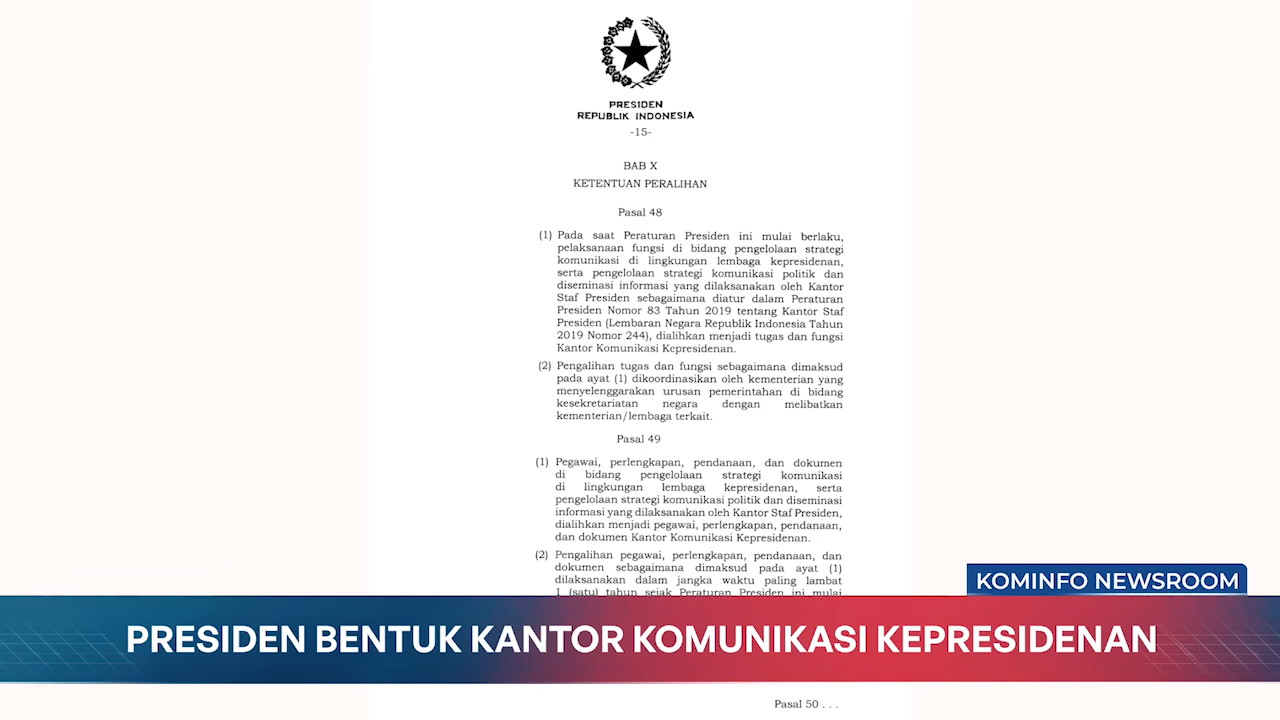 PRESIDEN
REPUBLIK INDONESIA
-15-
BAB X
KETENTUAN PERALIHAN
Pasal 48
(1) Pada saat Peraturan Presiden ini mulai berlaku,
pelaksanaan fungsi di bidang pengelolaan strategi
komunikasi di lingkungan lembaga kepresidenan,
serta pengelolaan strategi komunikasi politik dan
diseminasi informasi yang dilaksanakan oleh Kantor
Staf Presiden sebagaimana diatur dalam Peraturan
Presiden Nomor 83 Tahun 2019 tentang Kantor Staf
Presiden (Lembaran Negara Republik Indonesia Tahun
2019 Nomor 244), dialihkan menjadi tugas dan fungsi
Kantor Komunikasi Kepresidenan.
(2) Pengalihan tugas dan fungsi sebagaimana dimaksud
pada ayat (1) dikoordinasikan oleh kementerian yang
menyelenggarakan urusan pemerintahan di bidang
kesekretariatan negara dengan melibatkan
kementerian/lembaga terkait.
Pasal 49
(1) Pegawai, perlengkapan, pendanaan, dan dokumen
di bidang pengelolaan strategi komunikasi
di lingkungan lembaga kepresidenan, serta
pengelolaan strategi komunikasi politik dan diseminasi
informasi yang dilaksanakan oleh Kantor Staf Presiden,
dialihkan menjadi pegawai, perlengkapan, pendanaan,
dan dokumen Kantor Komunikasi Kepresidenan.
(2) Pengalihan pegawai, perlengkapan, pendanaan, dan
dokumen sebagaimana dimaksud pada ayat (1)
dilaksanakan dalam jangka waktu paling lambat
1 (satu) tahun sejak Peraturan Presiden ini mulai
KOMINFO NEWSROOM
PRESIDEN BENTUK KANTOR KOMUNIKASI KEPRESIDENAN
Pasal 50 . . .